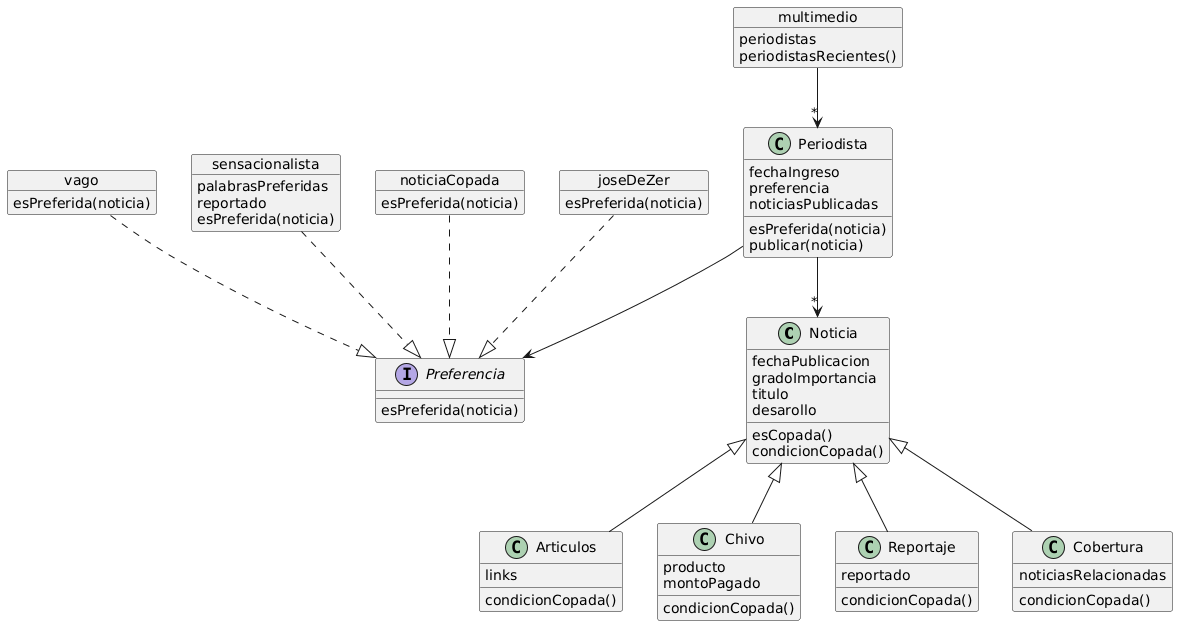 multimedio
periodistas
periodistasRecientes()
*
C Periodista
fechaIngreso
preferencia
noticiasPublicadas
esPreferida(noticia)
publicar(noticia)
vago
esPreferida(noticia)
sensacionalista
palabrasPreferidas
reportado
esPreferida(noticia)
noticiaCopada
esPreferida(noticia)
joseDeZer
esPreferida(noticia)
*
I Preferencia
esPreferida(noticia)
C Noticia
fechaPublicacion
gradoImportancia
titulo
desarollo
esCopada()
condicionCopada()
C Articulos
links
condicionCopada()
C Chivo
producto
montoPagado
condicionCopada()
C Reportaje
reportado
condicionCopada()
C Cobertura
noticiasRelacionadas
condicionCopada()